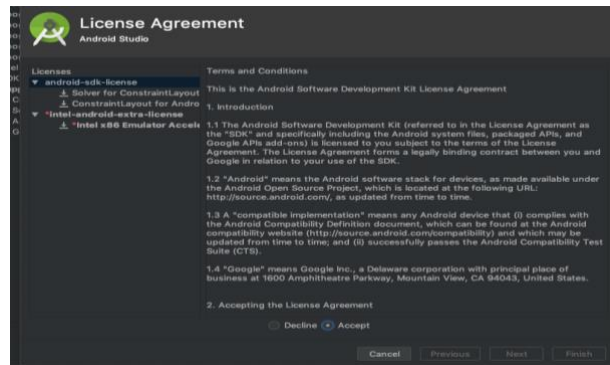 License Agreement
Android Studio
Licenses
android-sdk-license
Solver for ConstraintLayout
ConstraintLayout for Andro
*intel-android-extra-license
*Intel x86 Emulator Accele
Terms and Conditions
This is the Android Software Development Kit License Agreement
1. Introduction
1.1 The Android Software Development Kit (referred to in the License Agreement as
the "SDK" and specifically including the Android system files, packaged APIs, and
Google APIs add-ons) is licensed to you subject to the terms of the License
Agreement. The License Agreement forms a legally binding contract between you and
Google in relation to your use of the SDK.
1.2 "Android" means the Android software stack for devices, as made available under
the Android Open Source Project, which is located at the following URL:
http://source.android.com/, as updated from time to time.
1.3 A "compatible implementation" means any Android device that (i) complies with
the Android Compatibility Definition document, which can be found at the Android
compatibility website (http://source.android.com/compatibility) and which may be
updated from time to time; and (ii) successfully passes the Android Compatibility Test
Suite (CTS).
1.4 "Google" means Google Inc., a Delaware corporation with principal place of
business at 1600 Amphitheatre Parkway, Mountain View, CA 94043, United States.
2. Accepting the License Agreement
Decline Accept
Cancel Previous Next Finish